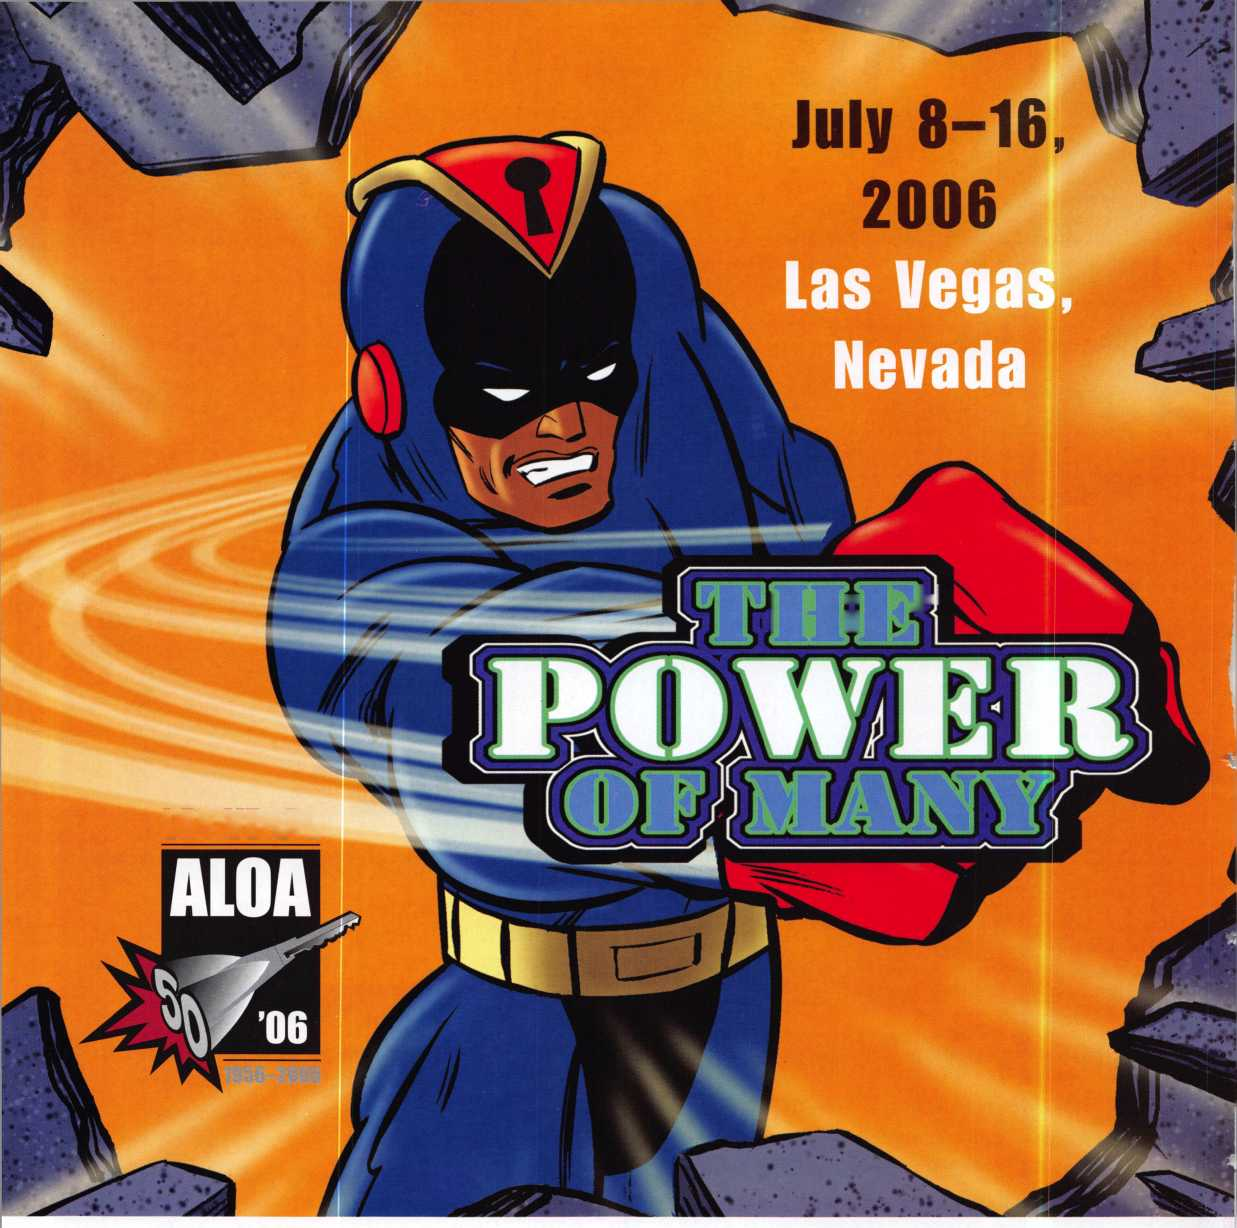 July 8–16,
2006
Las Vegas,
Nevada
THE
POWER
OF MANY
ALOA
50
’06
1956–2006